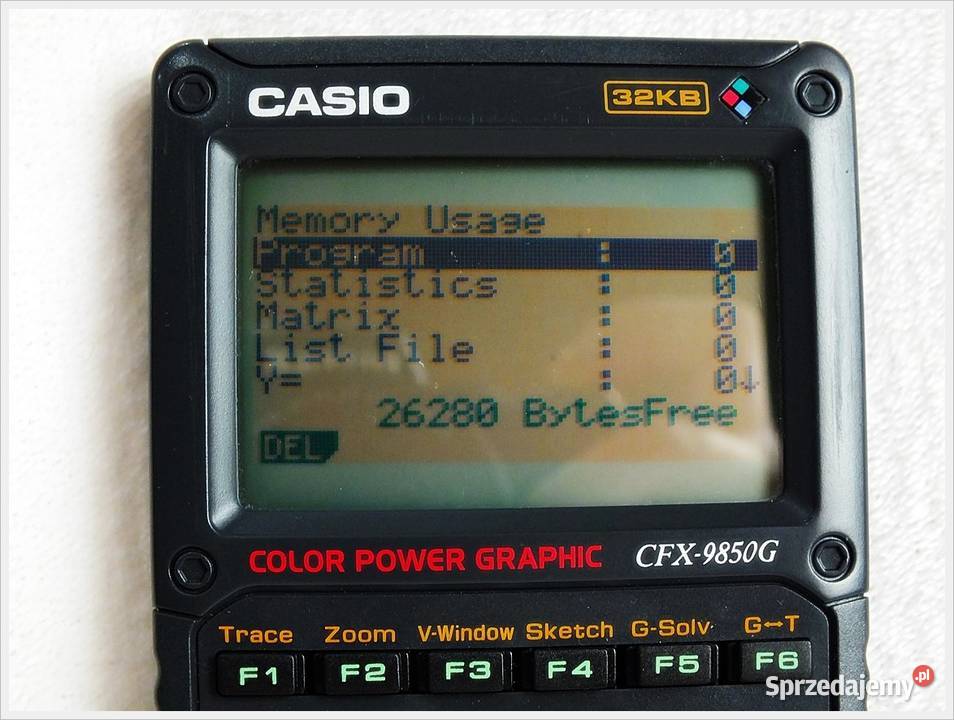 CASIO 32KB
Memory Usage
Program : 0
Statistics : 0
Matrix : 0
List File : 0
Y= : 0↓
26280 BytesFree
DEL
COLOR POWER GRAPHIC CFX-9850G
Trace Zoom V-Window Sketch G-Solv G↔T
F1 F2 F3 F4 F5 F6
Sprzedajemy.pl